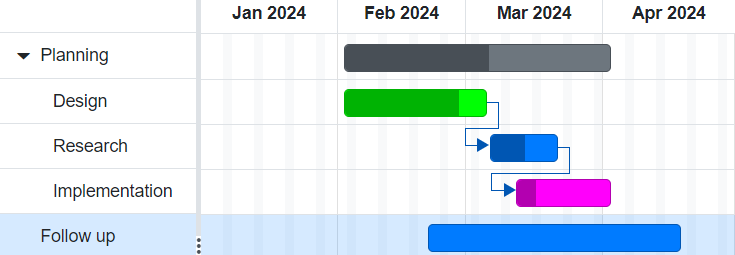 Jan 2024 Feb 2024 Mar 2024 Apr 2024
Planning
Design
Research
Implementation
Follow up